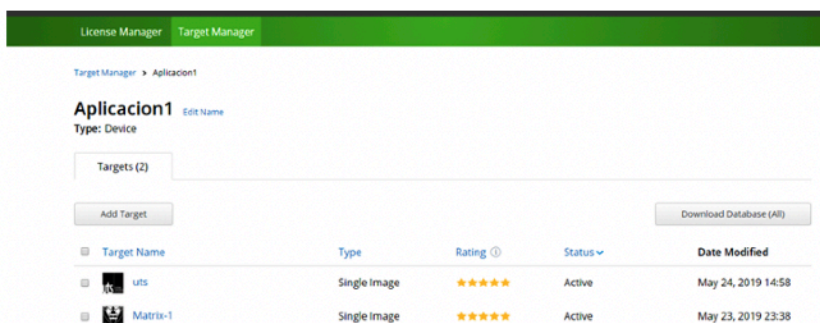 License Manager Target Manager
Target Manager > Aplicacion1
Aplicacion1 Edit Name
Type: Device
Targets (2)
Add Target Download Database (All)
Target Name Type Rating Status Date Modified
uts Single Image Active May 24, 2019 14:58
Matrix-1 Single Image Active May 23, 2019 23:38